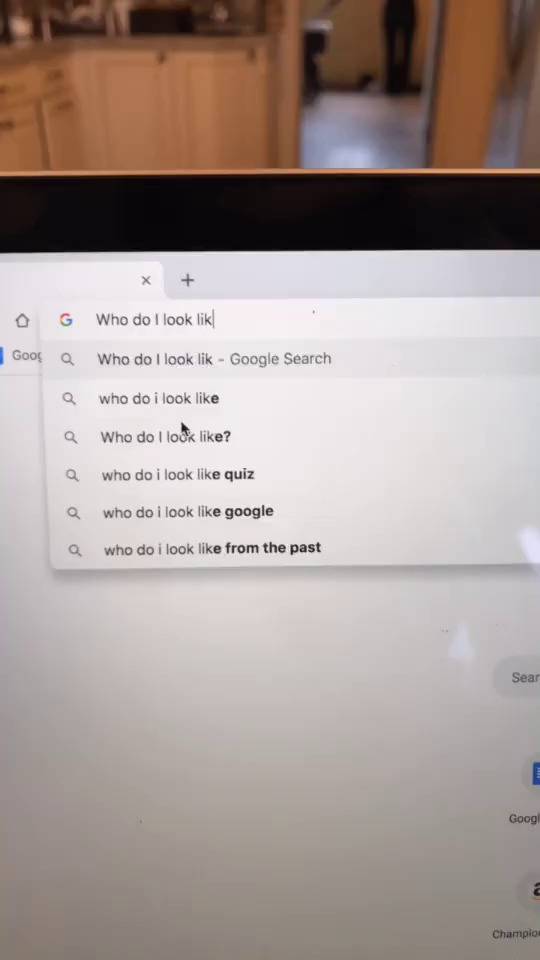 Who do I look lik
Goog
Who do I look lik - Google Search
who do i look like
Who do I look like?
who do i look like quiz
who do i look like google
who do i look like from the past
Sear
Googl
Champio